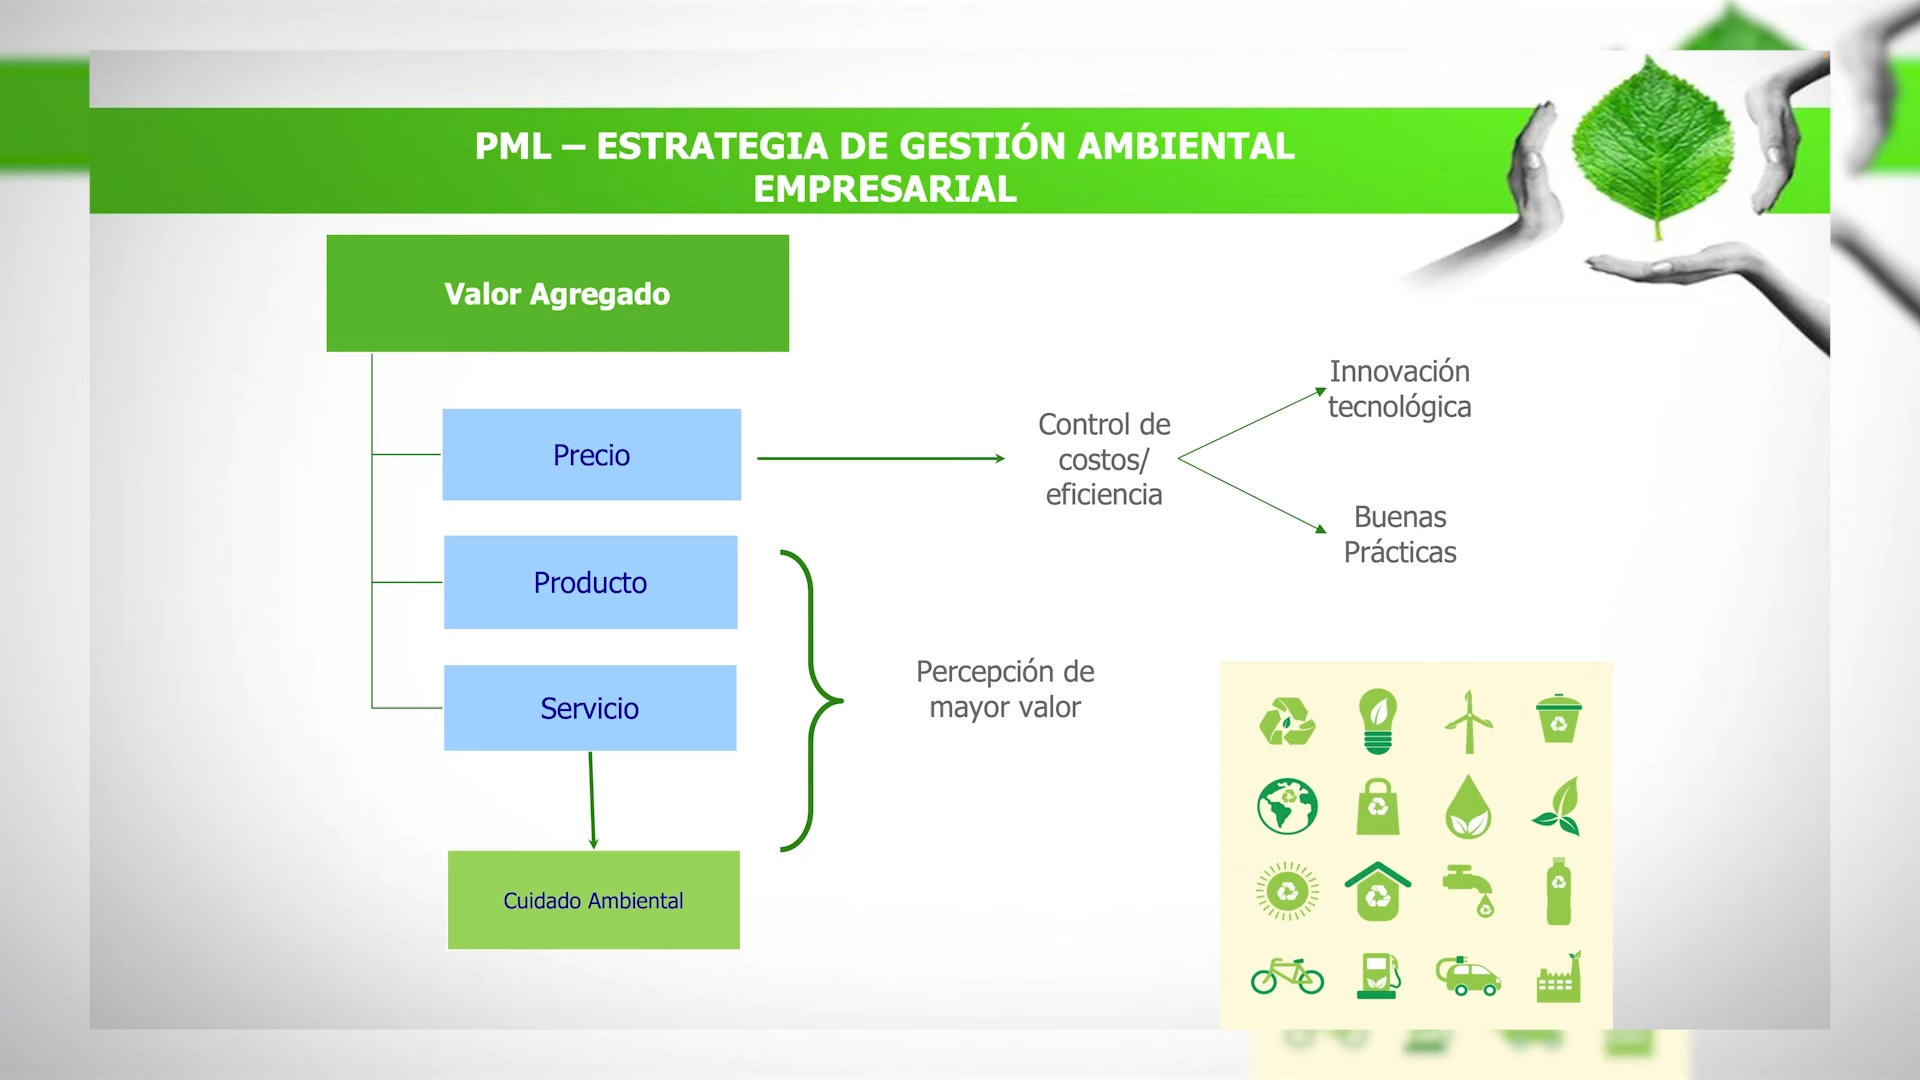 PML – ESTRATEGIA DE GESTIÓN AMBIENTAL
EMPRESARIAL
Valor Agregado
Precio
Control de
costos/
eficiencia
Innovación
tecnológica
Buenas
Prácticas
Producto
Servicio
Percepción de
mayor valor
Cuidado Ambiental